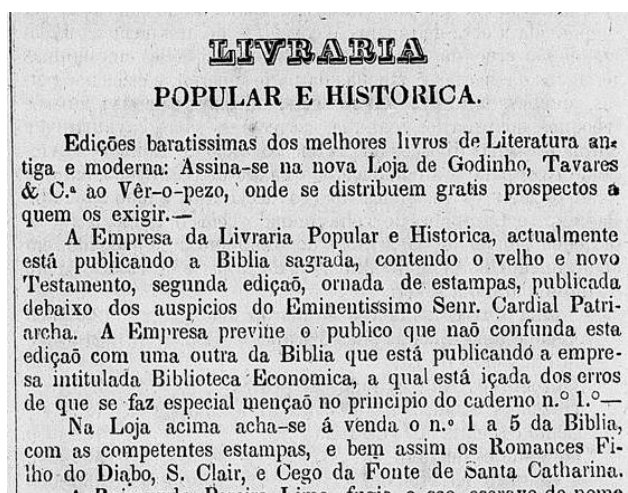 LIVRARIA
POPULAR E HISTORICA.
Edições baratissimas dos melhores livros de Literatura an-
tiga e moderna: Assina-se na nova Loja de Godinho, Tavares
& C.ª ao Vêr-o-pezo, onde se distribuem gratis prospectos a
quem os exigir.—
A Empresa da Livraria Popular e Historica, actualmente
está publicando a Biblia sagrada, contendo o velho e novo
Testamento, segunda ediçaõ, ornada de estampas, publicada
debaixo dos auspicios do Eminentissimo Senr. Cardial Patri-
archa. A Empresa previne o publico que naõ confunda esta
ediçaõ com uma outra da Biblia que está publicando a empre-
sa intitulada Biblioteca Economica, a qual está içada dos erros
de que se faz especial mençaõ no principio do caderno n.º 1.º—
Na Loja acima acha-se á venda o n.º 1 a 5 da Biblia,
com as competentes estampas, e bem assim os Romances Fi-
lho do Diabo, S. Clair, e Cego da Fonte de Santa Catharina.